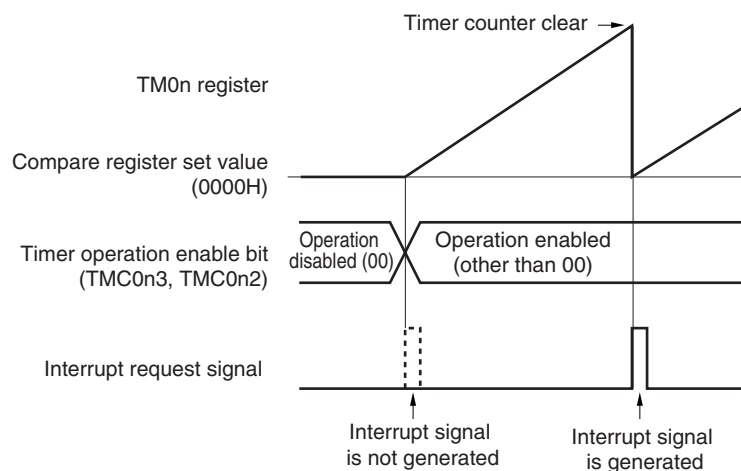 Timer counter clear
TM0n register
Compare register set value
(0000H)
Timer operation enable bit
(TMC0n3, TMC0n2)
Operation
disabled (00)
Operation enabled
(other than 00)
Interrupt request signal
Interrupt signal
is not generated
Interrupt signal
is generated